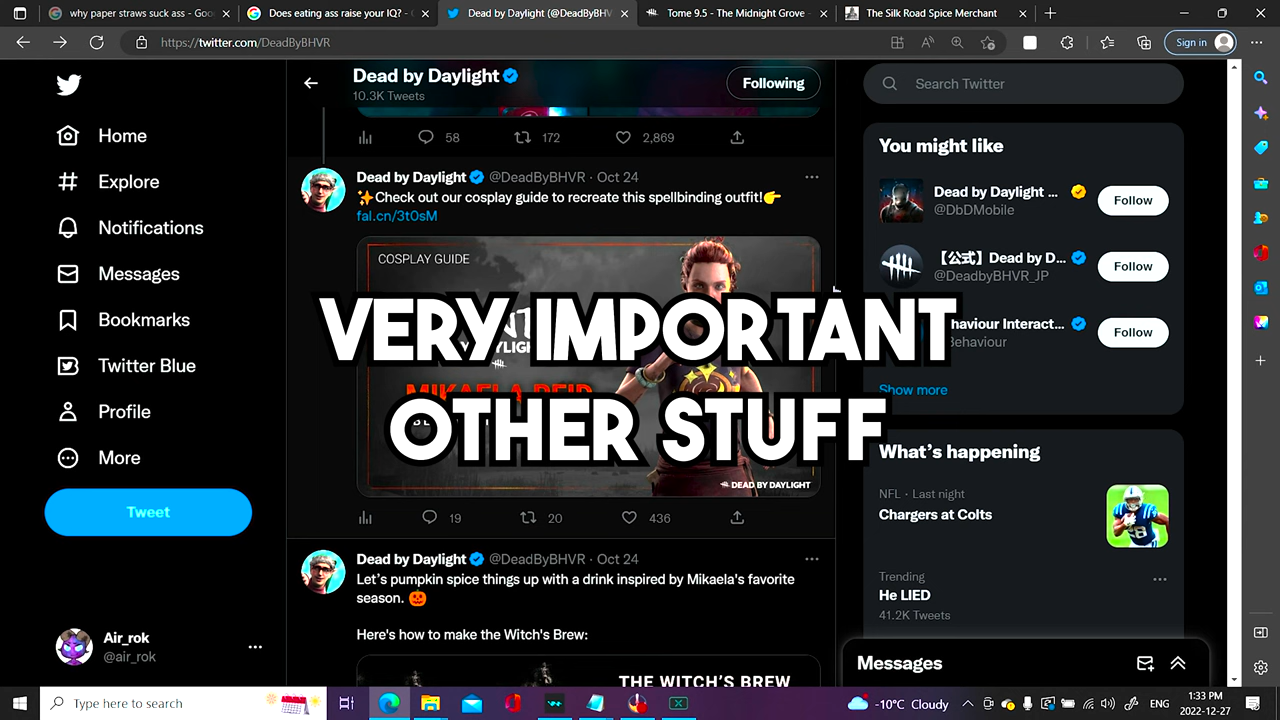 why paper straws suck ass - Goo
Does eating ass raise your IQ? - G
Dead by Daylight (@DeadByBHV
Tome 9.5 - The Midnight Grove -
The Silk Road Spice Merchant
https://twitter.com/DeadByBHVR
Sign in
Dead by Daylight
10.3K Tweets
Following
58
172
2,869
Home
Explore
Notifications
Messages
Bookmarks
Twitter Blue
Profile
More
Tweet
Air_rok
@air_rok
Dead by Daylight @DeadByBHVR · Oct 24
✨Check out our cosplay guide to recreate this spellbinding outfit!👉
fal.cn/3t0sM
COSPLAY GUIDE
VERY IMPORTANT
OTHER STUFF
MIKAELA REID
DEAD BY DAYLIGHT
19
20
436
Dead by Daylight @DeadByBHVR · Oct 24
Let's pumpkin spice things up with a drink inspired by Mikaela's favorite
season. 🎃
Here's how to make the Witch's Brew:
THE WITCH'S BREW
Search Twitter
You might like
Dead by Daylight ...
@DbDMobile
Follow
【公式】Dead by D...
@DeadbyBHVR_JP
Follow
ehaviour Interact...
Behaviour
Follow
Show more
What's happening
NFL · Last night
Chargers at Colts
Trending
He LIED
41.2K Tweets
Messages
Type here to search
-10°C Cloudy
ENG
1:33 PM
2022-12-27